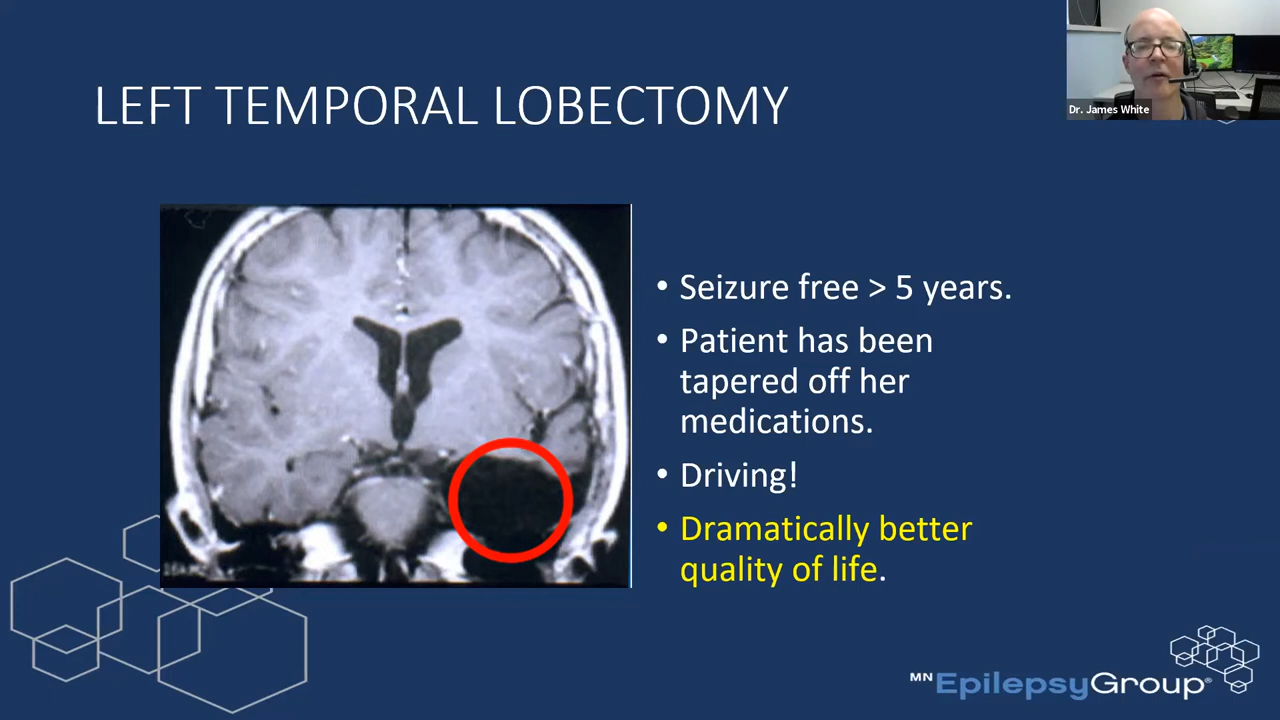 LEFT TEMPORAL LOBECTOMY
Dr. James White
• Seizure free > 5 years.
• Patient has been
tapered off her
medications.
• Driving!
• Dramatically better
quality of life.
MN EpilepsyGroup®